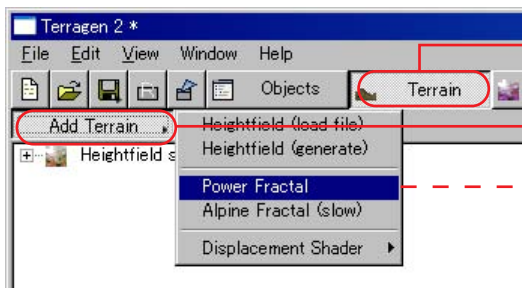 Terragen 2 *
File Edit View Window Help
Objects Terrain
Add Terrain
Heightfield (load file)
Heightfield s
Heightfield (generate)
Power Fractal
Alpine Fractal (slow)
Displacement Shader